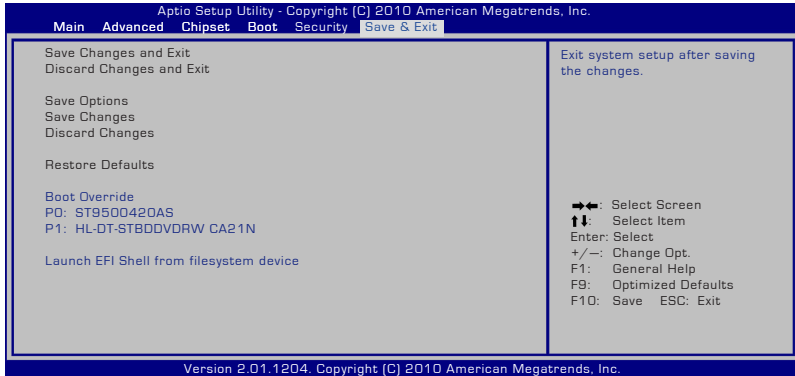 Aptio Setup Utility - Copyright (C) 2010 American Megatrends, Inc.
Main Advanced Chipset Boot Security Save & Exit
Save Changes and Exit
Discard Changes and Exit
Save Options
Save Changes
Discard Changes
Restore Defaults
Boot Override
P0: ST9500420AS
P1: HL-DT-STBDDVDRW CA21N
Launch EFI Shell from filesystem device
Exit system setup after saving
the changes.
→←: Select Screen
↑↓: Select Item
Enter: Select
+/—: Change Opt.
F1: General Help
F9: Optimized Defaults
F10: Save ESC: Exit
Version 2.01.1204. Copyright (C) 2010 American Megatrends, Inc.